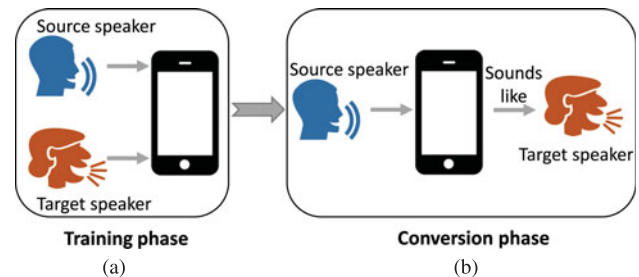 Source speaker
Target speaker
Training phase
(a)
Source speaker
Sounds
like
Target speaker
Conversion phase
(b)